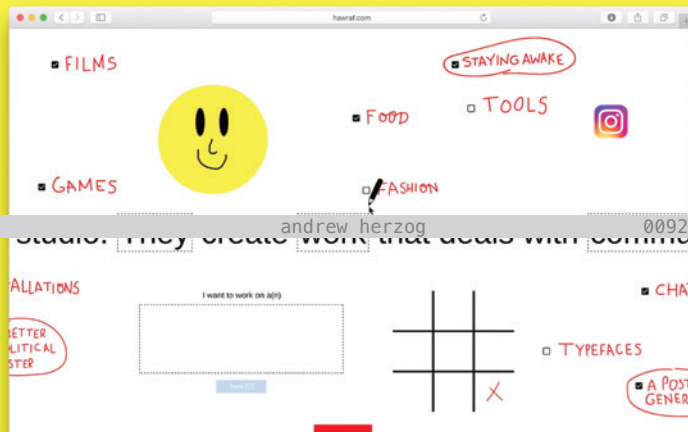 hawraf.com
FILMS
STAYING AWAKE
FOOD
TOOLS
GAMES
FASHION
andrew herzog 0092
studio. They create work that deals with commu
ALLATIONS
I want to work on a(n)
CHA
ETTER
LITICAL
STER
TYPEFACES
X
A POST
GENER